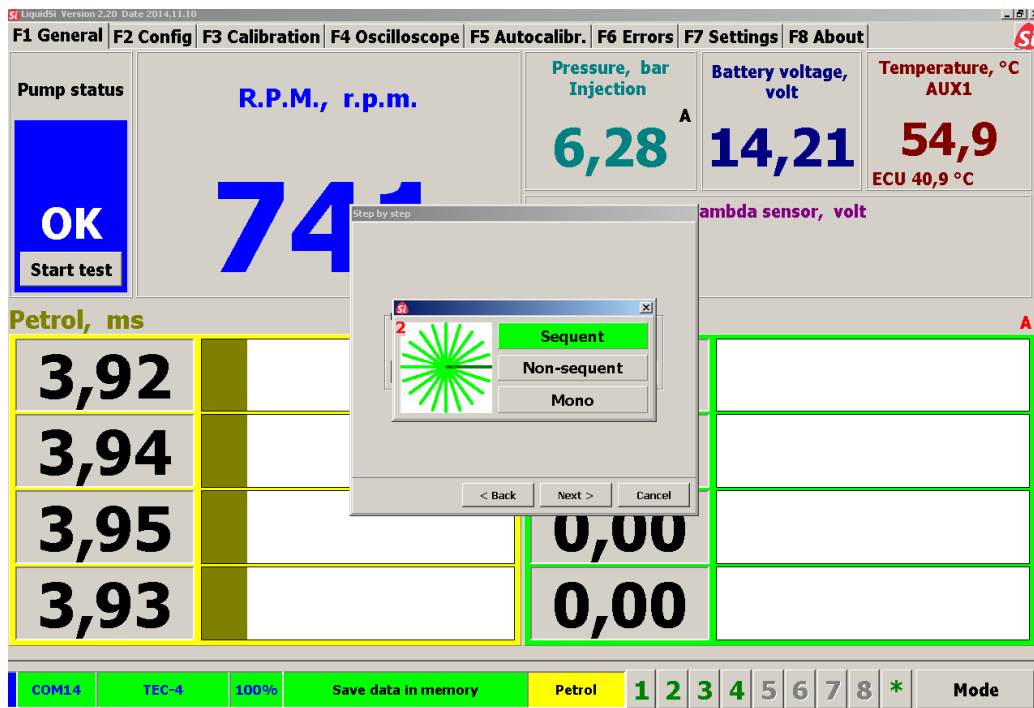 Si LiquidSi Version 2.20 Date 2014.11.10
F1 General F2 Config F3 Calibration F4 Oscilloscope F5 Autocalibr. F6 Errors F7 Settings F8 About
Si
Pump status
OK
Start test
R.P.M., r.p.m.
741
Pressure, bar
Injection
A
6,28
Battery voltage,
volt
14,21
Temperature, °C
AUX1
54,9
ECU 40,9 °C
ambda sensor, volt
Step by step
Si
2
Sequent
Non-sequent
Mono
< Back Next > Cancel
Petrol, ms
A
3,92
3,94
3,95
0,00
3,93
0,00
COM14 TEC-4 100% Save data in memory Petrol 1 2 3 4 5 6 7 8 * Mode